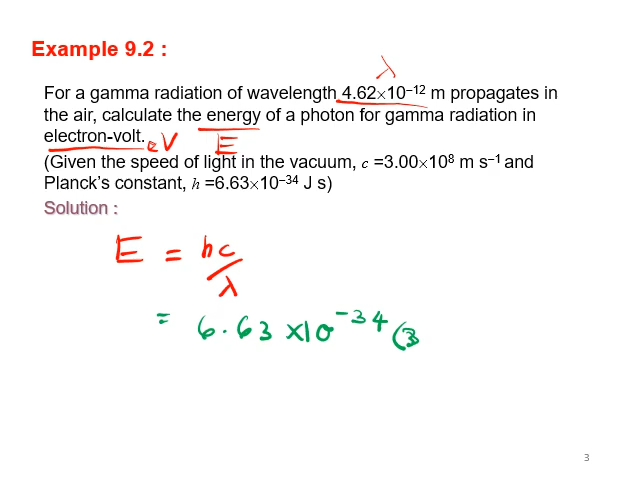 Example 9.2 :
λ
For a gamma radiation of wavelength 4.62×10⁻¹² m propagates in
the air, calculate the energy of a photon for gamma radiation in
electron-volt. eV E
(Given the speed of light in the vacuum, c =3.00×10⁸ m s⁻¹ and
Planck's constant, h =6.63×10⁻³⁴ J s)
Solution :
E = hc/λ
= 6.63 ×10⁻³⁴ (3
3